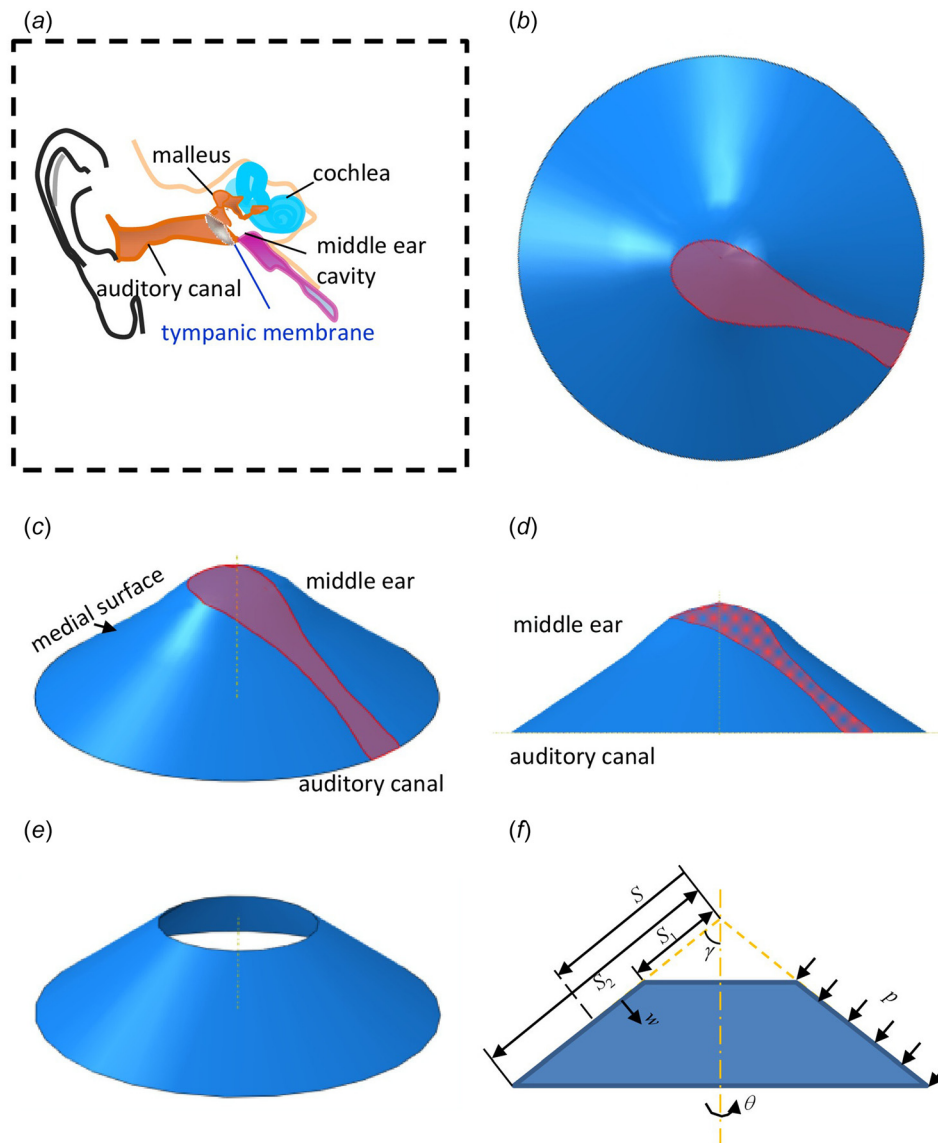 (a)
malleus
cochlea
middle ear
cavity
auditory canal
tympanic membrane
(b)
(c)
medial surface
middle ear
auditory canal
(d)
middle ear
auditory canal
(e)
(f)
S
S1
S2
γ
w
p
θ